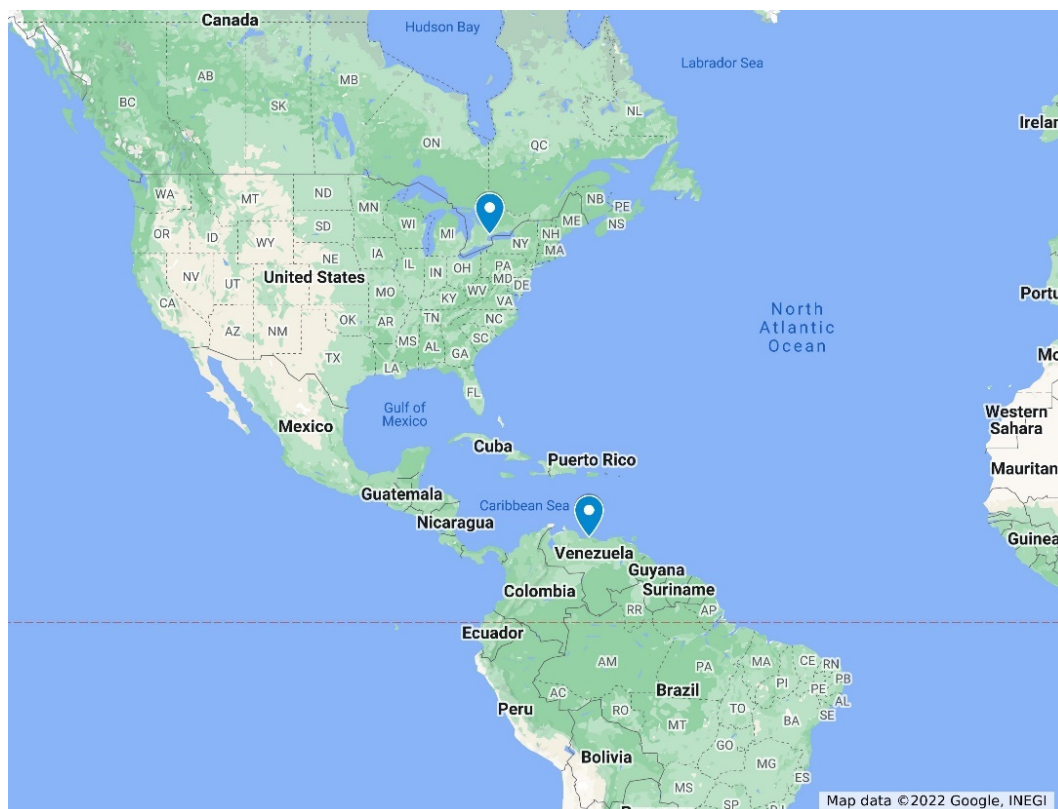 Canada
Hudson Bay
Labrador Sea
AB
MB
BC
SK
NL
Irelan
ON
QC
WA
ND
MT
MN
NB
PE
OR
ID
SD
WI
MI
ME
NS
WY
NH
NY
MA
NE
IA
United States
IL
IN
OH
PA
MD
DE
NV
UT
MO
KY
WV
VA
Portu
CA
North
Atlantic
Ocean
AZ
NM
OK
AR
TN
NC
MS
AL
SC
GA
TX
LA
Mo
FL
Gulf of
Mexico
Western
Sahara
Mexico
Cuba
Puerto Rico
Mauritan
Guatemala
Caribbean Sea
Nicaragua
Guinea
Venezuela
Guyana
Colombia
Suriname
RR
AP
Ecuador
AM
PA
MA
CE
RN
PB
AC
Brazil
PI
PE
AL
Peru
RO
TO
SE
MT
BA
GO
Bolivia
MG
ES
MS
SP
Map data ©2022 Google, INEGI